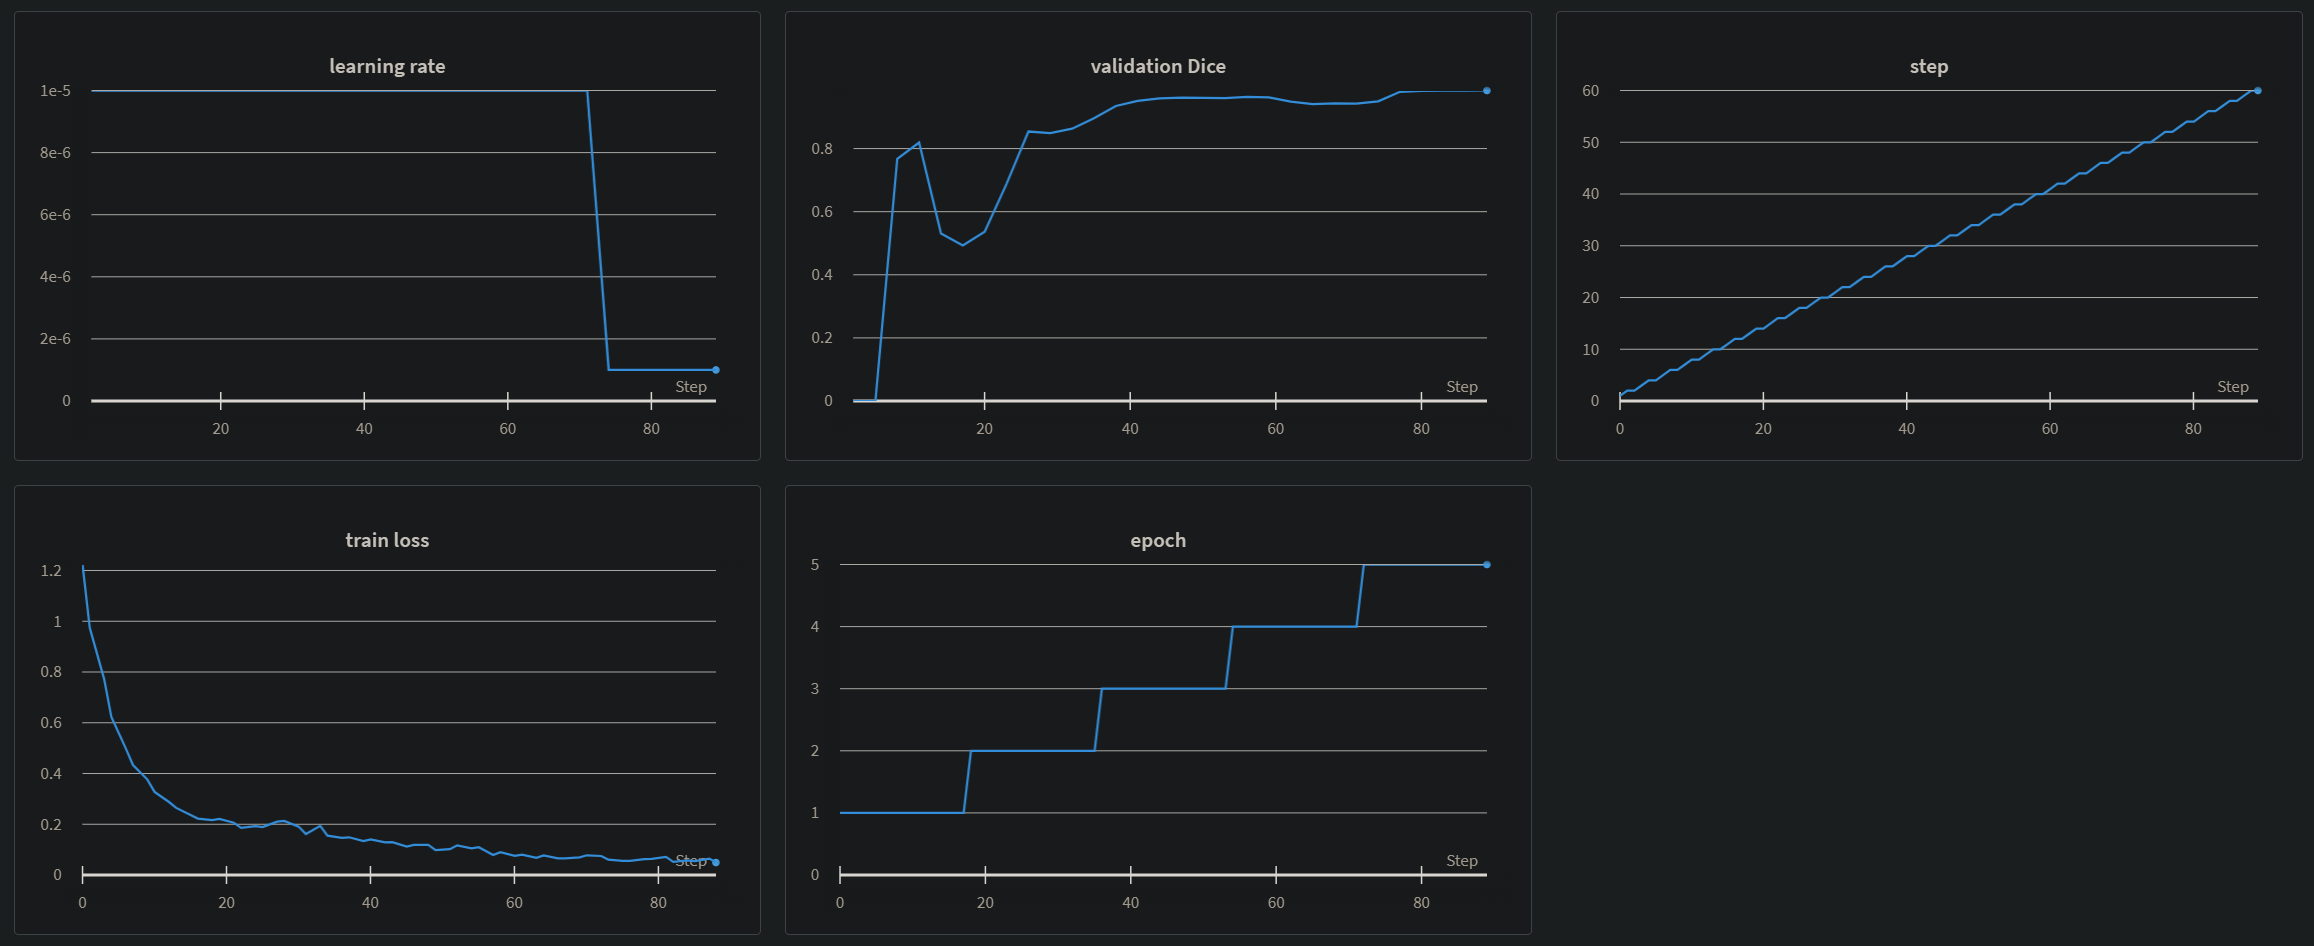 learning rate
1e-5
8e-6
6e-6
4e-6
2e-6
0
Step
20 40 60 80
validation Dice
0.8
0.6
0.4
0.2
0
Step
20 40 60 80
step
60
50
40
30
20
10
0
Step
0 20 40 60 80
train loss
1.2
1
0.8
0.6
0.4
0.2
0
Step
0 20 40 60 80
epoch
5
4
3
2
1
0
Step
0 20 40 60 80